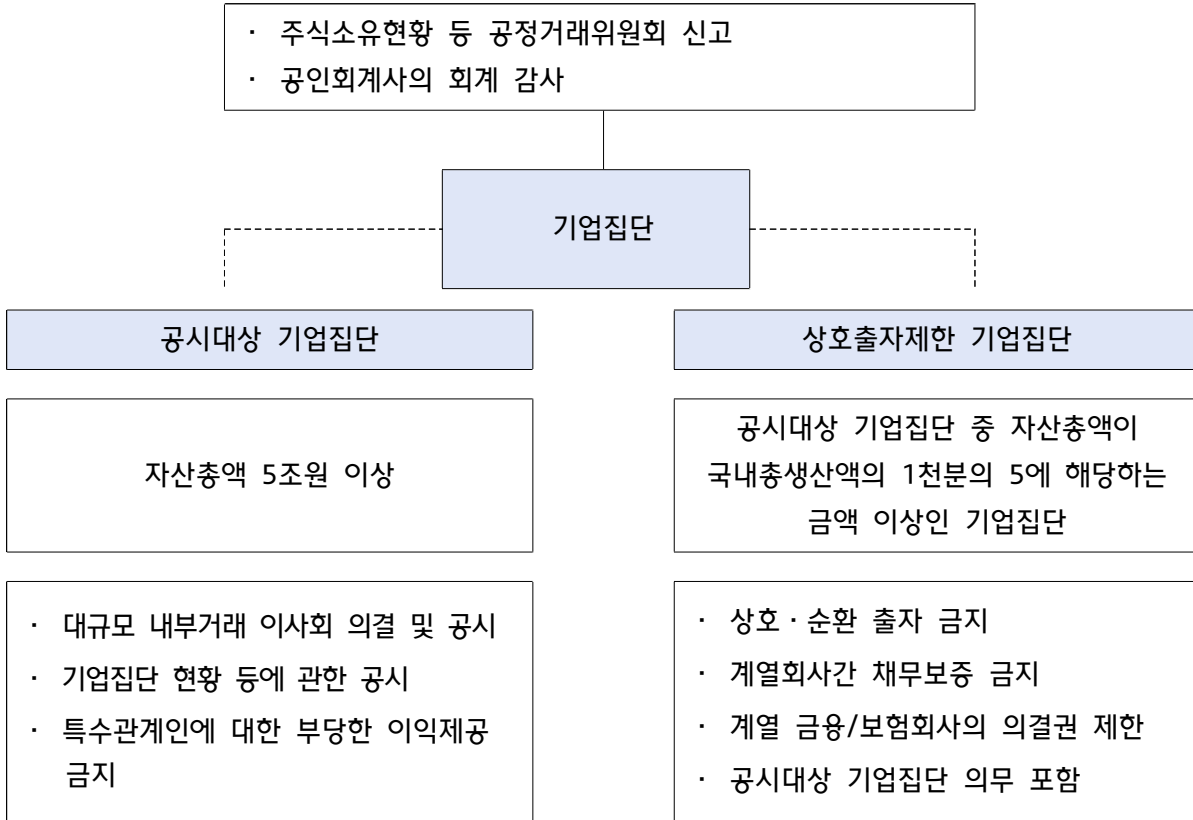 · 주식소유현황 등 공정거래위원회 신고
· 공인회계사의 회계 감사
기업집단
공시대상 기업집단
자산총액 5조원 이상
· 대규모 내부거래 이사회 의결 및 공시
· 기업집단 현황 등에 관한 공시
· 특수관계인에 대한 부당한 이익제공
금지
상호출자제한 기업집단
공시대상 기업집단 중 자산총액이
국내총생산액의 1천분의 5에 해당하는
금액 이상인 기업집단
· 상호·순환 출자 금지
· 계열회사간 채무보증 금지
· 계열 금융/보험회사의 의결권 제한
· 공시대상 기업집단 의무 포함